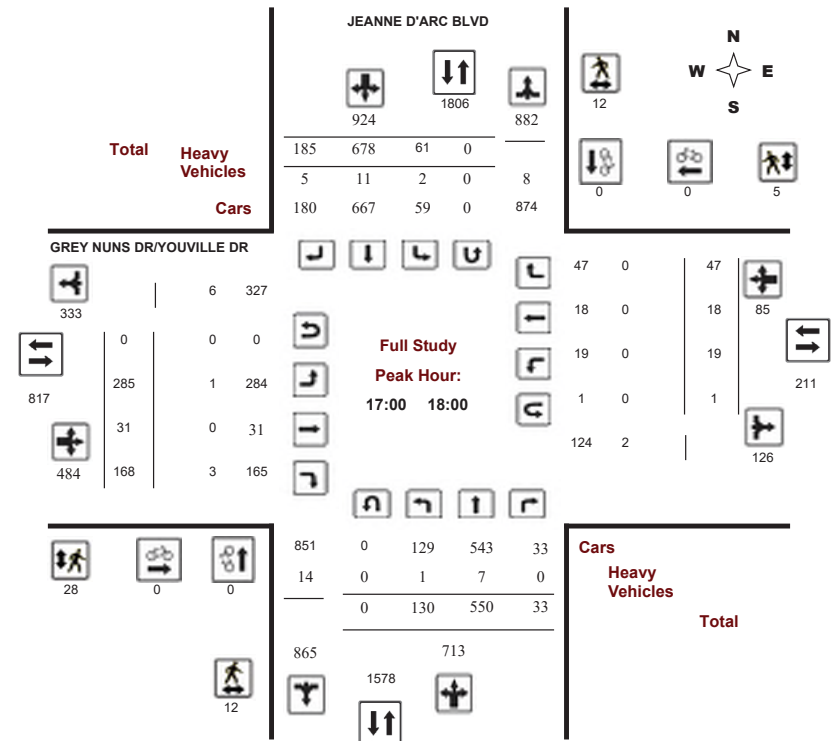 JEANNE D'ARC BLVD
N
W E
S
1806
12
924 882
Total Heavy Vehicles
185 678 61 0
5 11 2 0 8
Cars
180 667 59 0 874
0 0 5
GREY NUNS DR/YOUVILLE DR
333
6 327
47 0 47
85
18 0 18
0 0 0
817
285 1 284
19 0 19
211
Full Study
Peak Hour:
17:00 18:00
1 0 1
31 0 31
124 2
126
484
168 3 165
851 0 129 543 33
Cars
14 0 1 7 0
Heavy
Vehicles
0 130 550 33
Total
28 0 0
865 713
1578
12